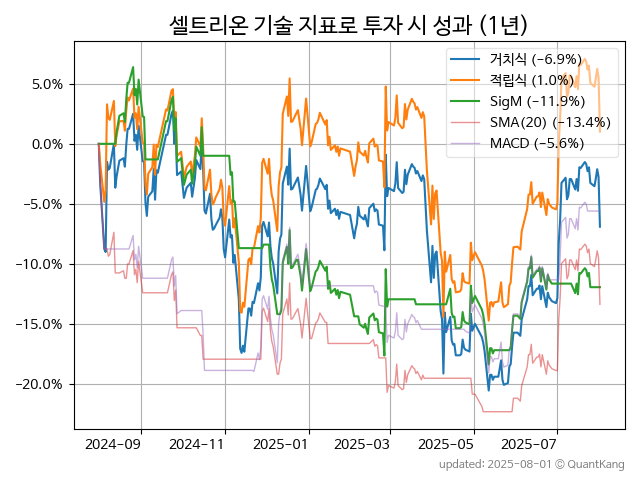 셀트리온 기술 지표로 투자 시 성과 (1년)
거치식 (−6.9%)
적립식 (1.0%)
SigM (−11.9%)
SMA(20) (−13.4%)
MACD (−5.6%)
5.0%
0.0%
−5.0%
−10.0%
−15.0%
−20.0%
2024-09 2024-11 2025-01 2025-03 2025-05 2025-07
updated: 2025-08-01 © QuantKang